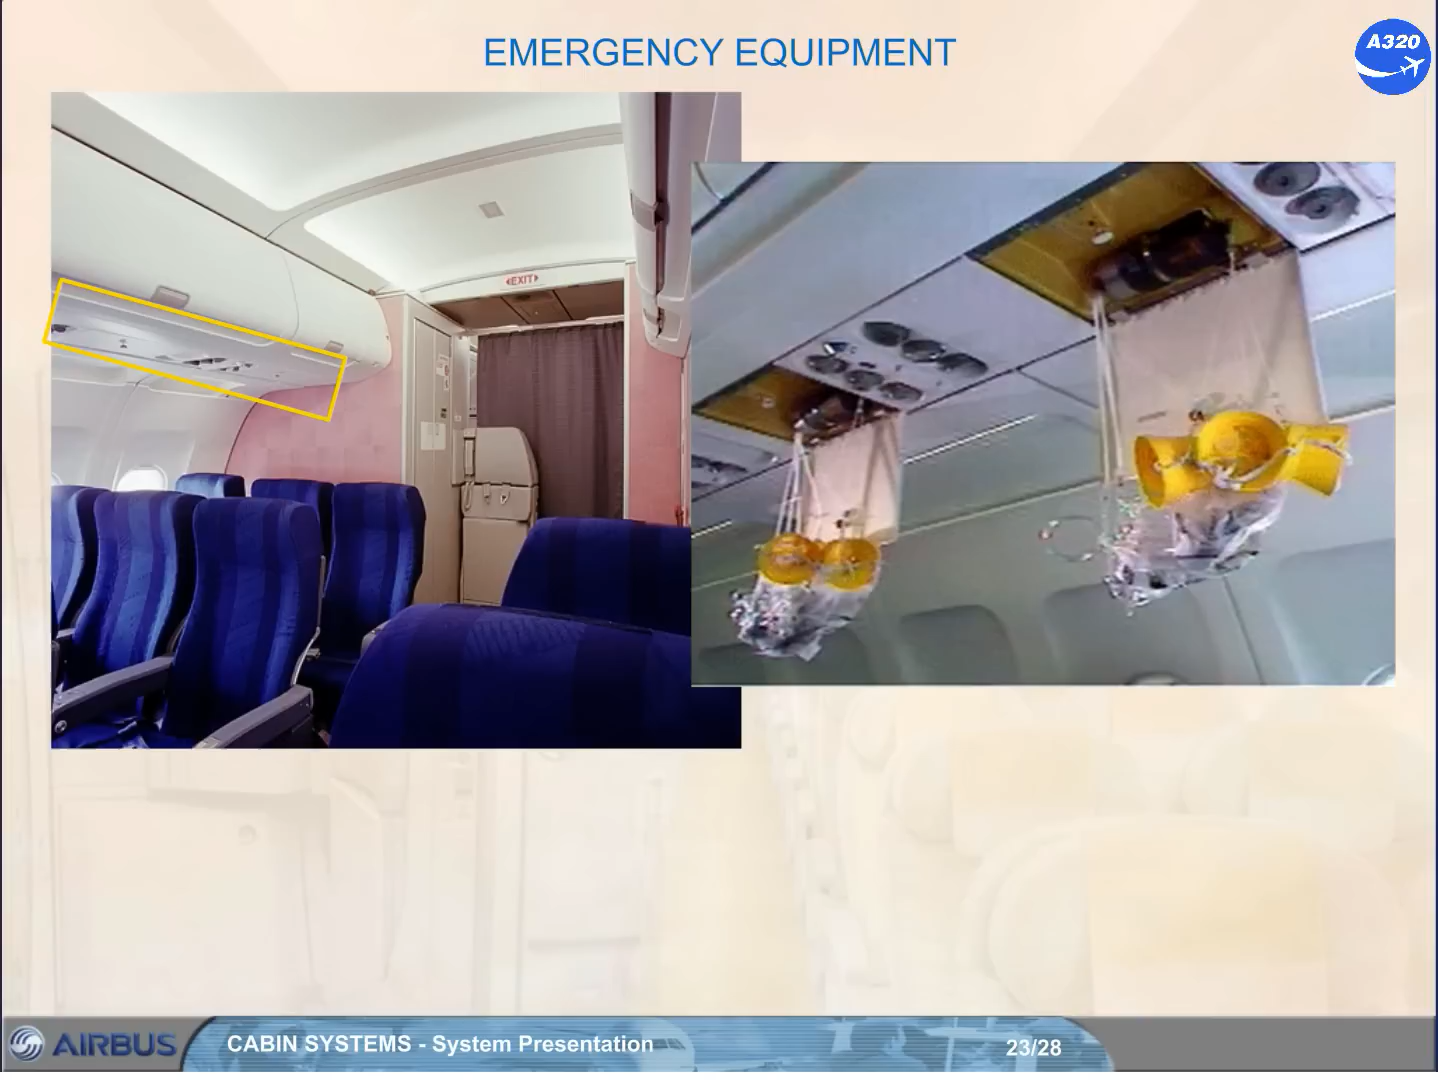 EMERGENCY EQUIPMENT
A320
EXIT
AIRBUS
CABIN SYSTEMS - System Presentation
23/28